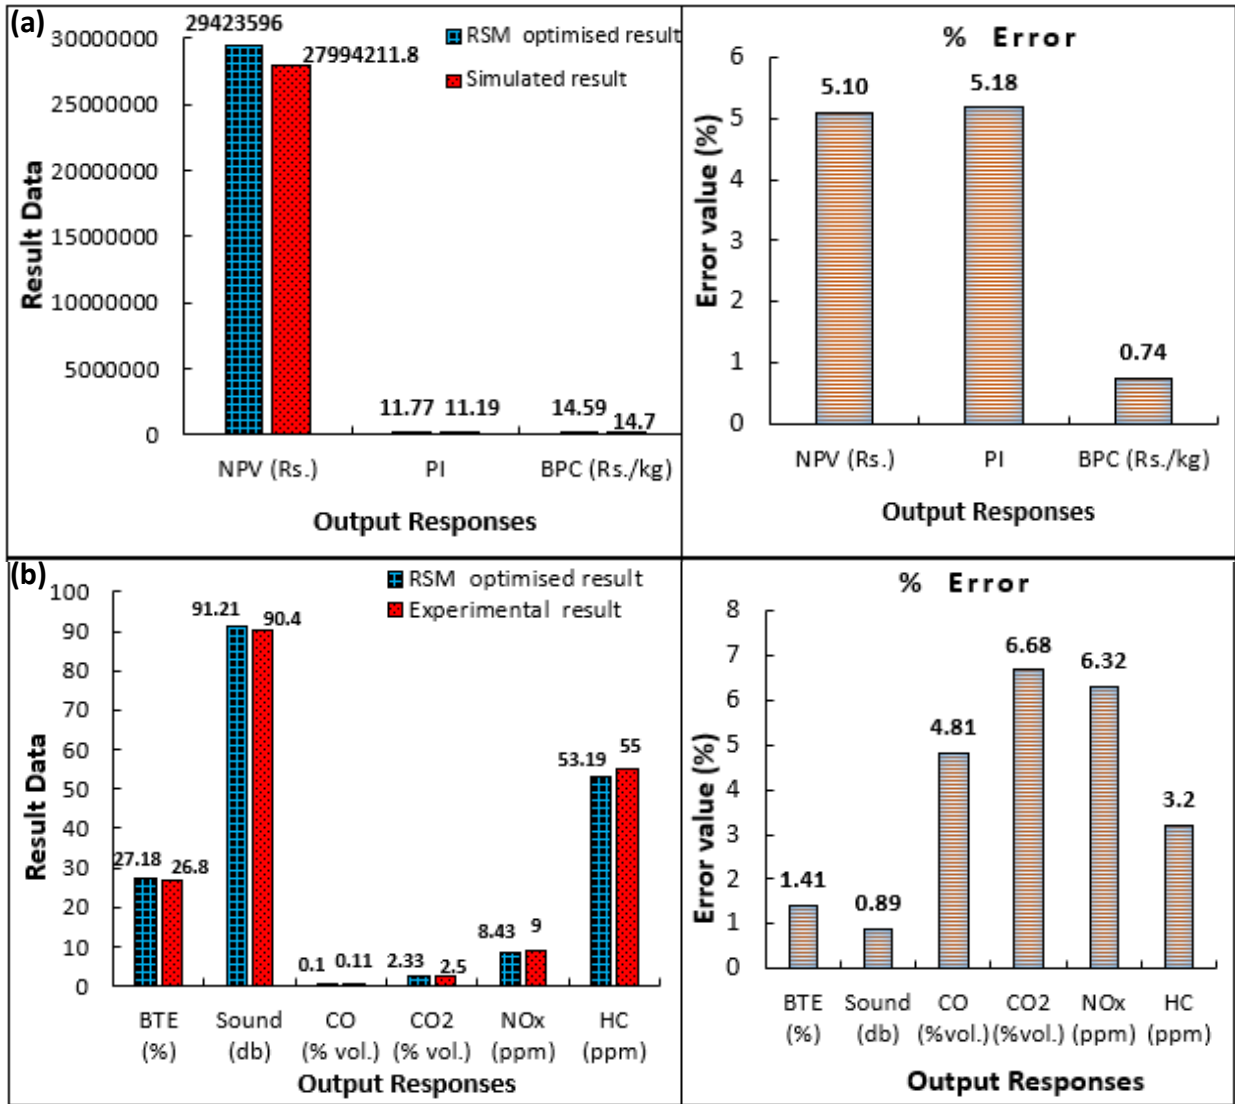 (a)
29423596
27994211.8
RSM optimised result
Simulated result
30000000
25000000
20000000
15000000
10000000
5000000
0
Result Data
11.77
11.19
14.59
14.7
NPV (Rs.)
PI
BPC (Rs./kg)
Output Responses
% Error
6
5
4
3
2
1
0
Error value (%)
5.10
5.18
0.74
NPV (Rs.)
PI
BPC (Rs./kg)
Output Responses
(b)
RSM optimised result
Experimental result
100
90
80
70
60
50
40
30
20
10
0
Result Data
27.18
26.8
91.21
90.4
0.1
0.11
2.33
2.5
8.43
9
53.19
55
BTE
(%)
Sound
(db)
CO
(% vol.)
CO2
(% vol.)
NOx
(ppm)
HC
(ppm)
Output Responses
% Error
8
7
6
5
4
3
2
1
0
Error value (%)
1.41
0.89
4.81
6.68
6.32
3.2
BTE
(%)
Sound
(db)
CO
(%vol.)
CO2
(%vol.)
NOx
(ppm)
HC
(ppm)
Output Responses